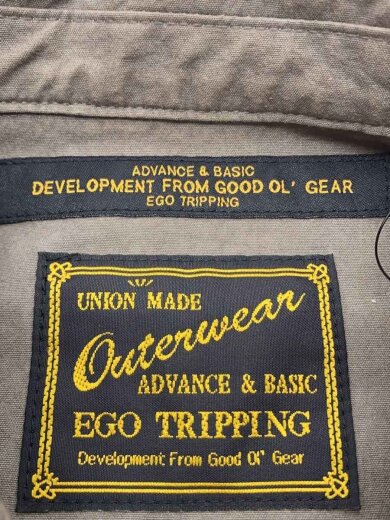 ADVANCE & BASIC
DEVELOPMENT FROM GOOD OL' GEAR
EGO TRIPPING
UNION MADE
Outerwear
ADVANCE & BASIC
EGO TRIPPING
Development From Good Ol' Gear